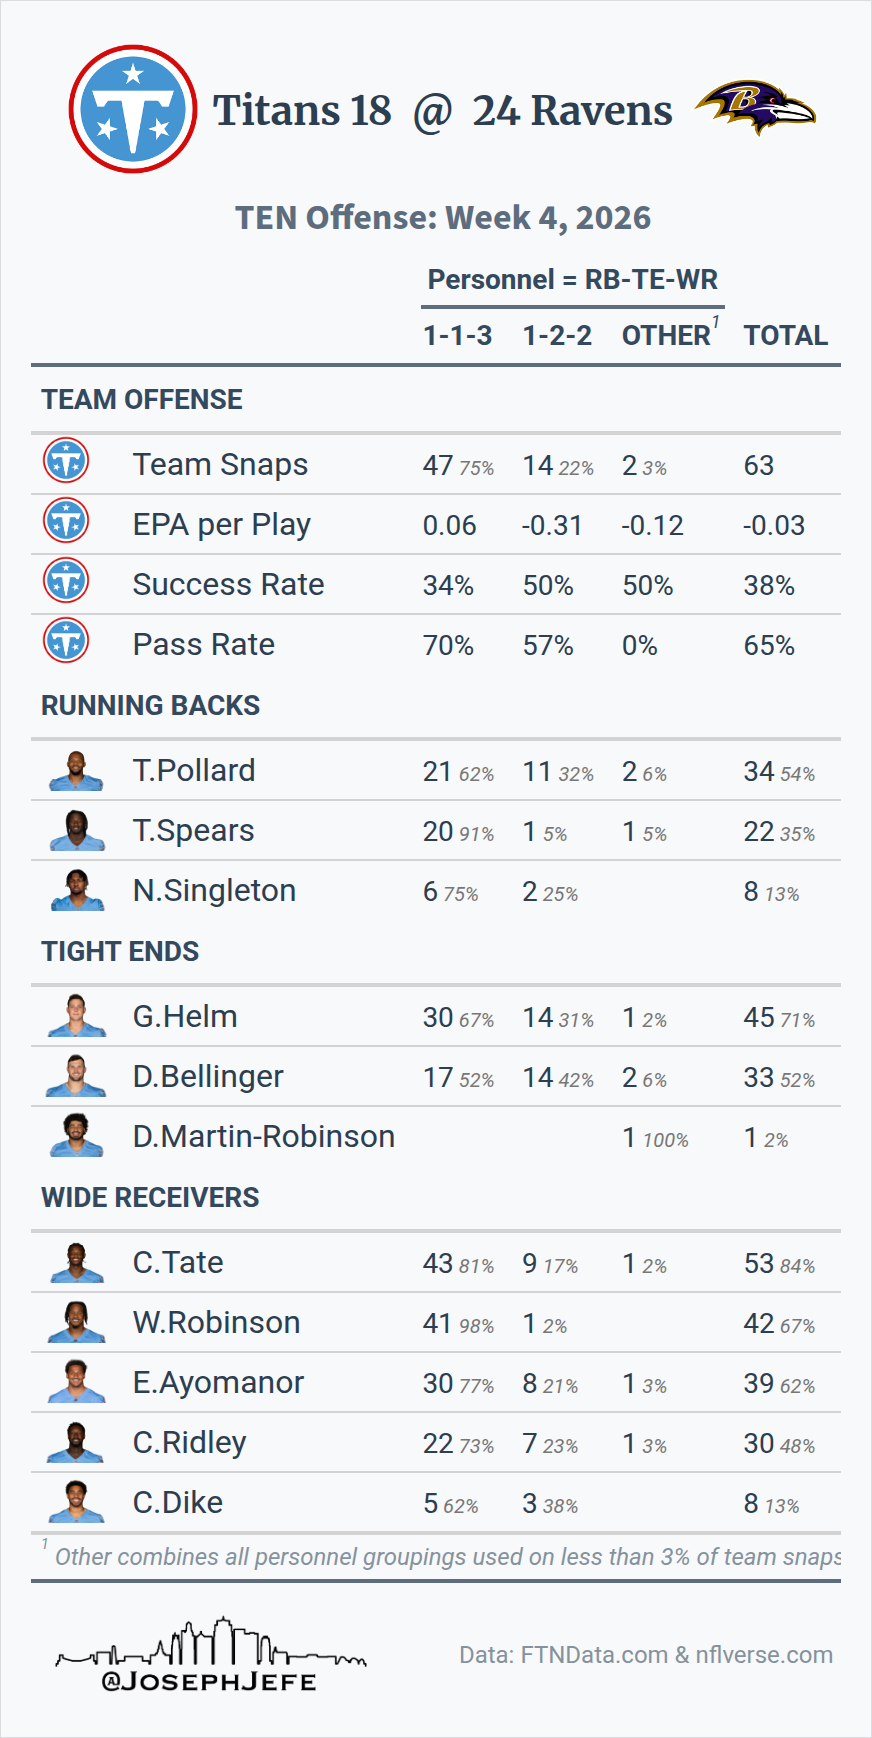 Titans 18 @ 24 Ravens
TEN Offense: Week 4, 2026
Personnel = RB-TE-WR
1-1-3 1-2-2 OTHER1 TOTAL
TEAM OFFENSE
Team Snaps 47 75% 14 22% 2 3% 63
EPA per Play 0.06 -0.31 -0.12 -0.03
Success Rate 34% 50% 50% 38%
Pass Rate 70% 57% 0% 65%
RUNNING BACKS
T.Pollard 21 62% 11 32% 2 6% 34 54%
T.Spears 20 91% 1 5% 1 5% 22 35%
N.Singleton 6 75% 2 25% 8 13%
TIGHT ENDS
G.Helm 30 67% 14 31% 1 2% 45 71%
D.Bellinger 17 52% 14 42% 2 6% 33 52%
D.Martin-Robinson 1 100% 1 2%
WIDE RECEIVERS
C.Tate 43 81% 9 17% 1 2% 53 84%
W.Robinson 41 98% 1 2% 42 67%
E.Ayomanor 30 77% 8 21% 1 3% 39 62%
C.Ridley 22 73% 7 23% 1 3% 30 48%
C.Dike 5 62% 3 38% 8 13%
1 Other combines all personnel groupings used on less than 3% of team snaps
@JosephJefe
Data: FTNData.com & nflverse.com